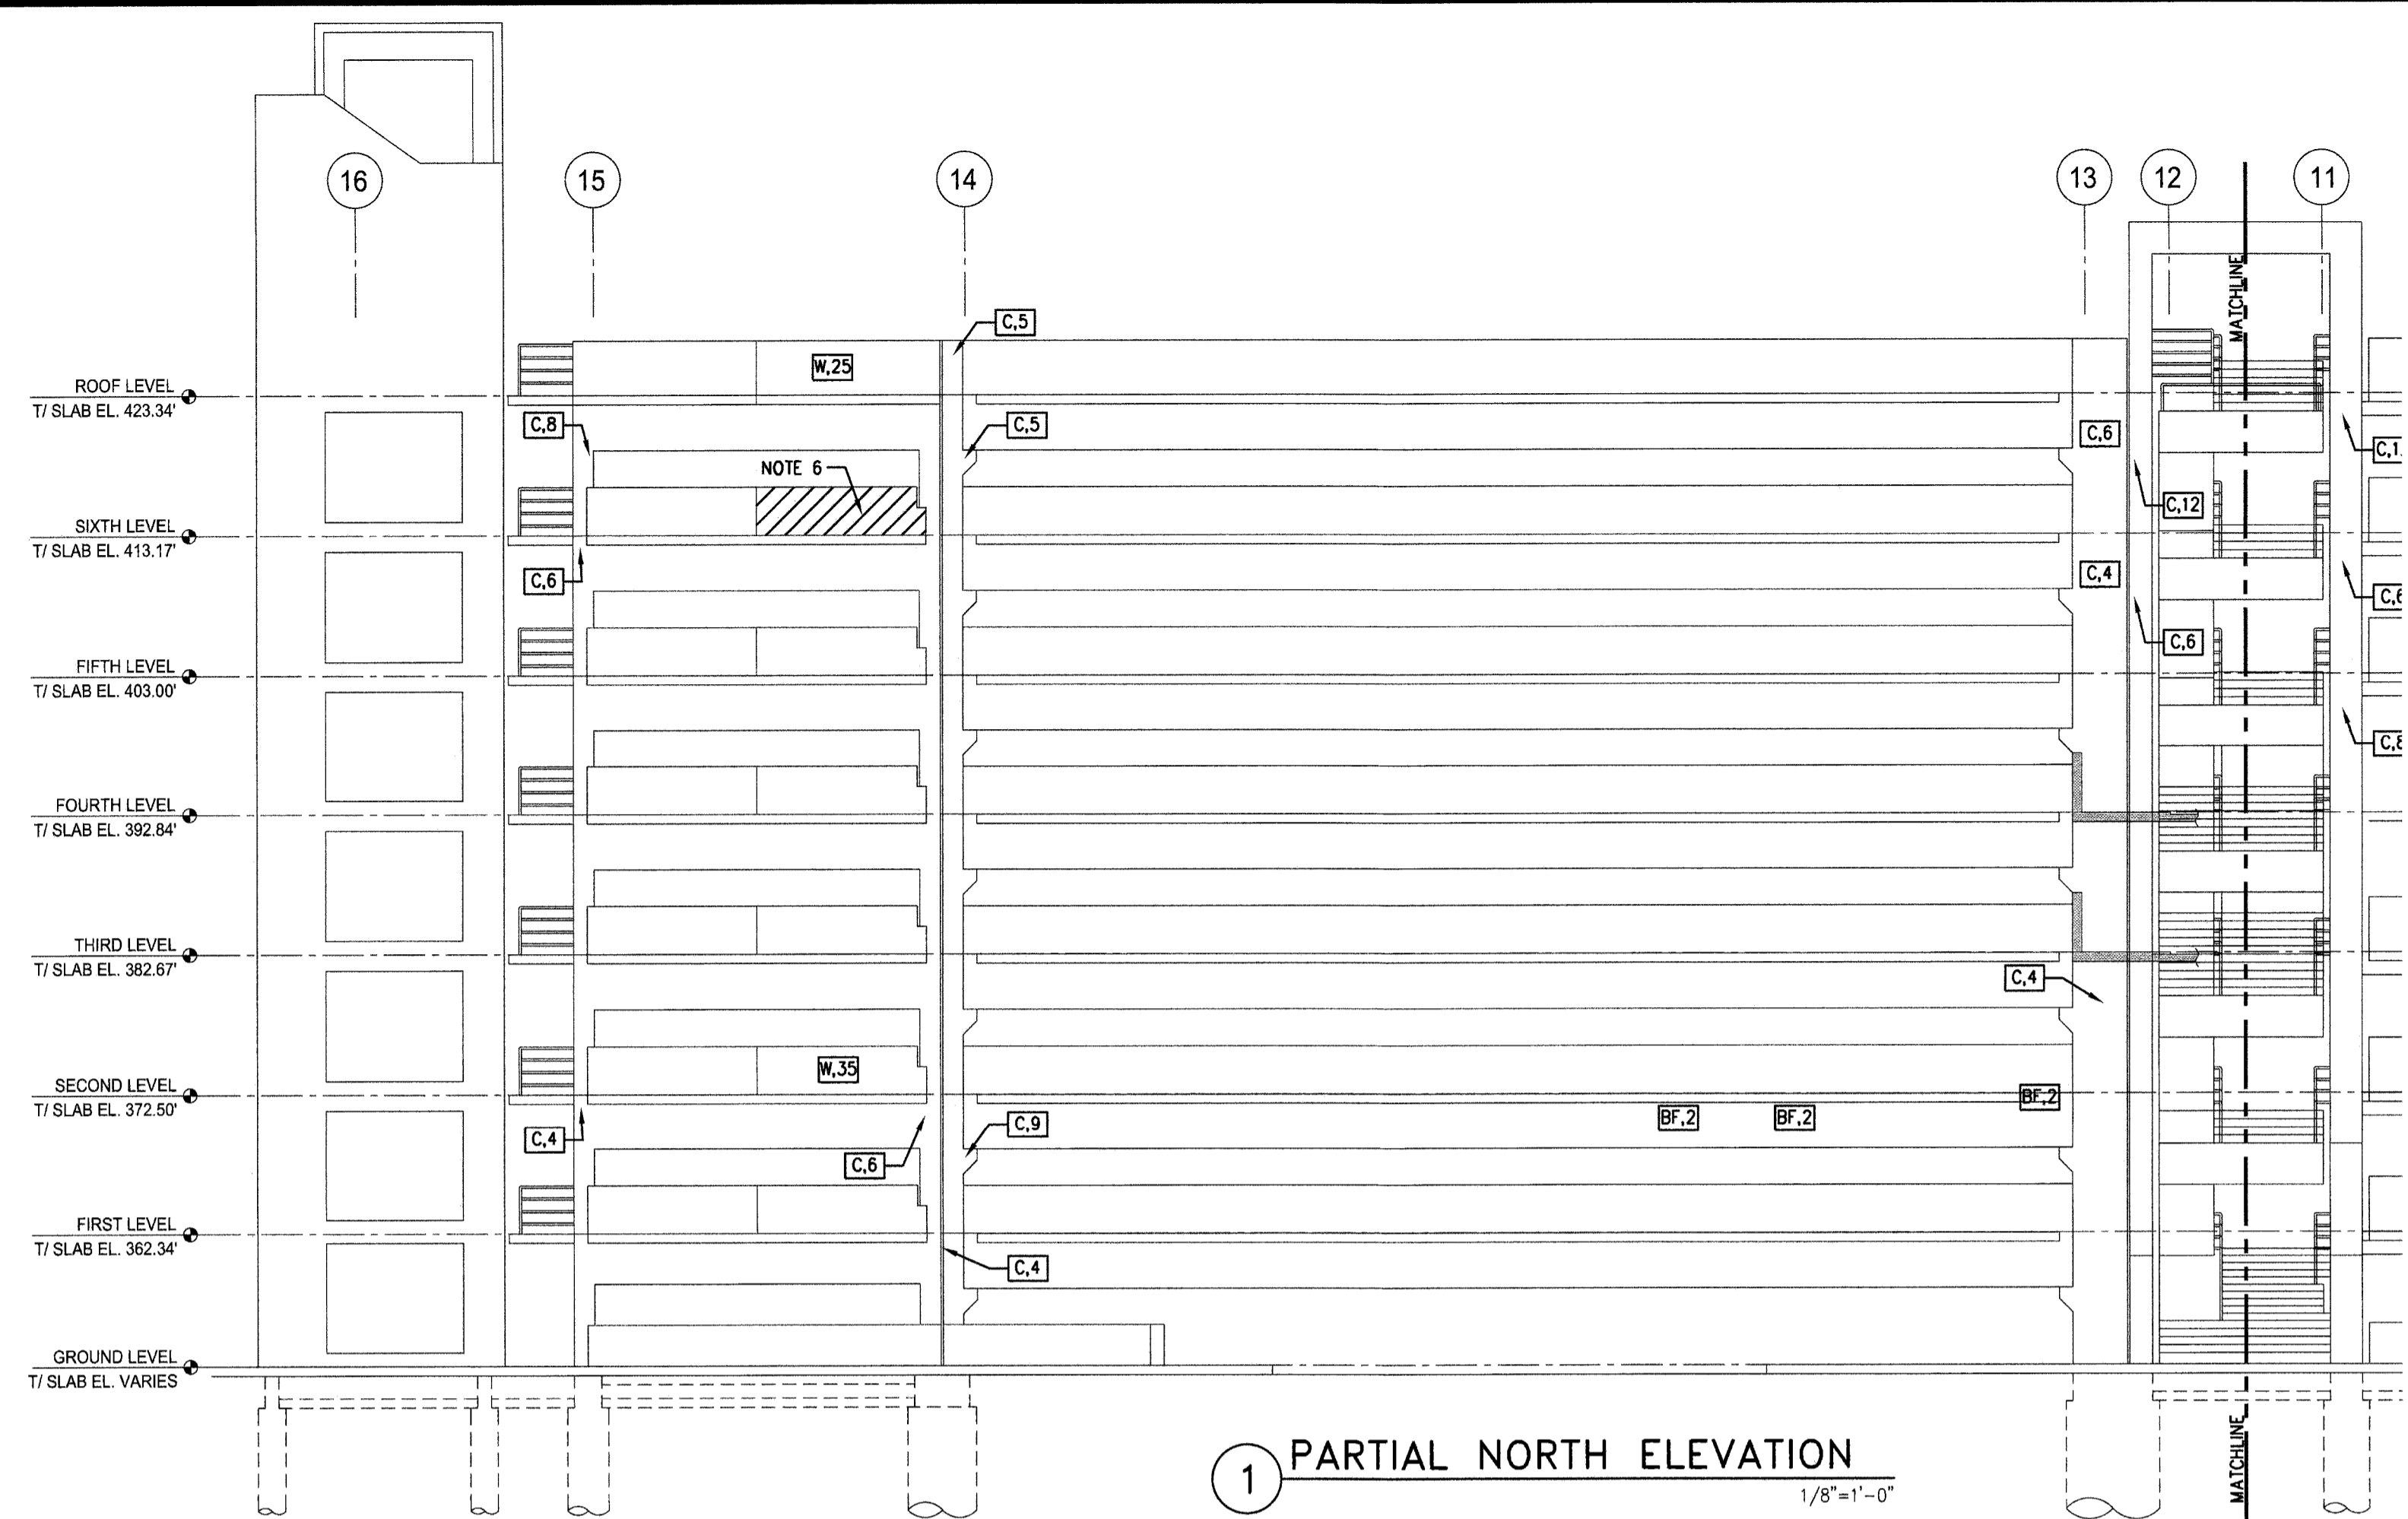 16
15
14
13
12
11
MATCHLINE
C,5
ROOF LEVEL
T/ SLAB EL. 423.34'
W,25
C,8
C,5
C,6
NOTE 6
C,12
SIXTH LEVEL
T/ SLAB EL. 413.17'
C,6
C,4
C,6
FIFTH LEVEL
T/ SLAB EL. 403.00'
FOURTH LEVEL
T/ SLAB EL. 392.84'
THIRD LEVEL
T/ SLAB EL. 382.67'
C,4
W,35
SECOND LEVEL
T/ SLAB EL. 372.50'
BF,2
BF,2
BF,2
C,4
C,9
C,6
FIRST LEVEL
T/ SLAB EL. 362.34'
C,4
GROUND LEVEL
T/ SLAB EL. VARIES
1
PARTIAL NORTH ELEVATION
1/8"=1'-0"
MATCHLINE